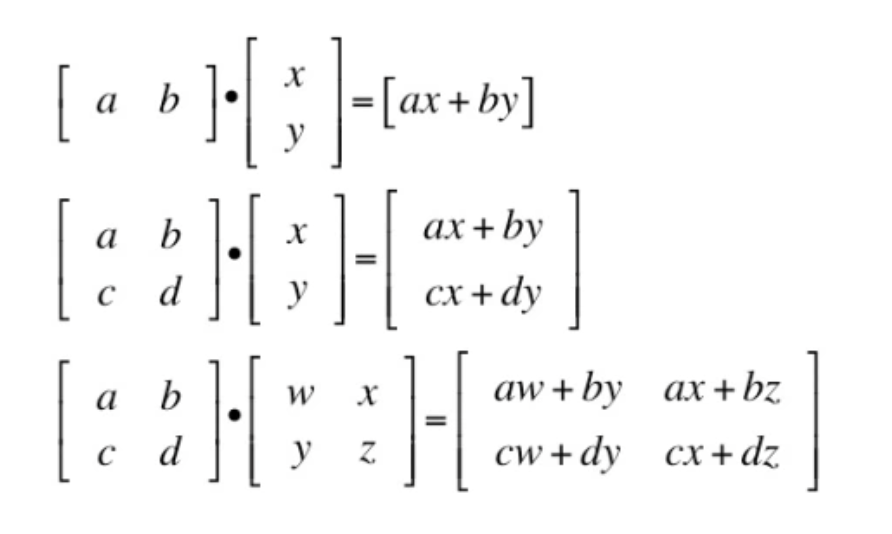 [ a b ] • [ x y ] = [ax + by]
[ a b c d ] • [ x y ] = [ ax + by cx + dy ]
[ a b c d ] • [ w x y z ] = [ aw + by ax + bz cw + dy cx + dz ]